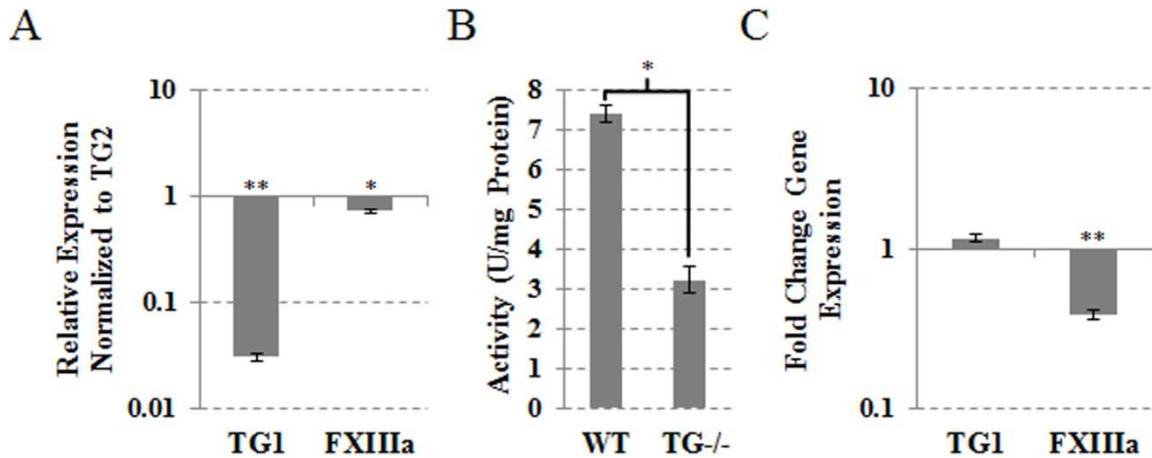 A
Relative Expression
Normalized to TG2
10
1
0.1
0.01
**
*
TG1 FXIIIa
B
Activity (U/mg Protein)
8
7
6
5
4
3
2
1
0
*
WT TG-/-
C
Fold Change Gene
Expression
10
1
0.1
**
TG1 FXIIIa